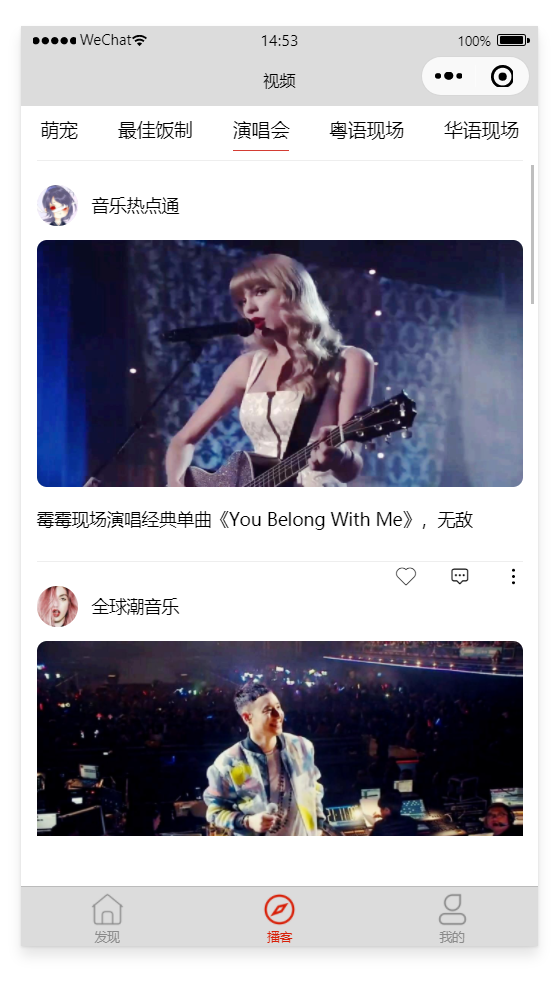 WeChat 14:53 100%
视频
萌宠 最佳饭制 演唱会 粤语现场 华语现场
音乐热点通
霉霉现场演唱经典单曲《You Belong With Me》，无敌
全球潮音乐
发现 播客 我的